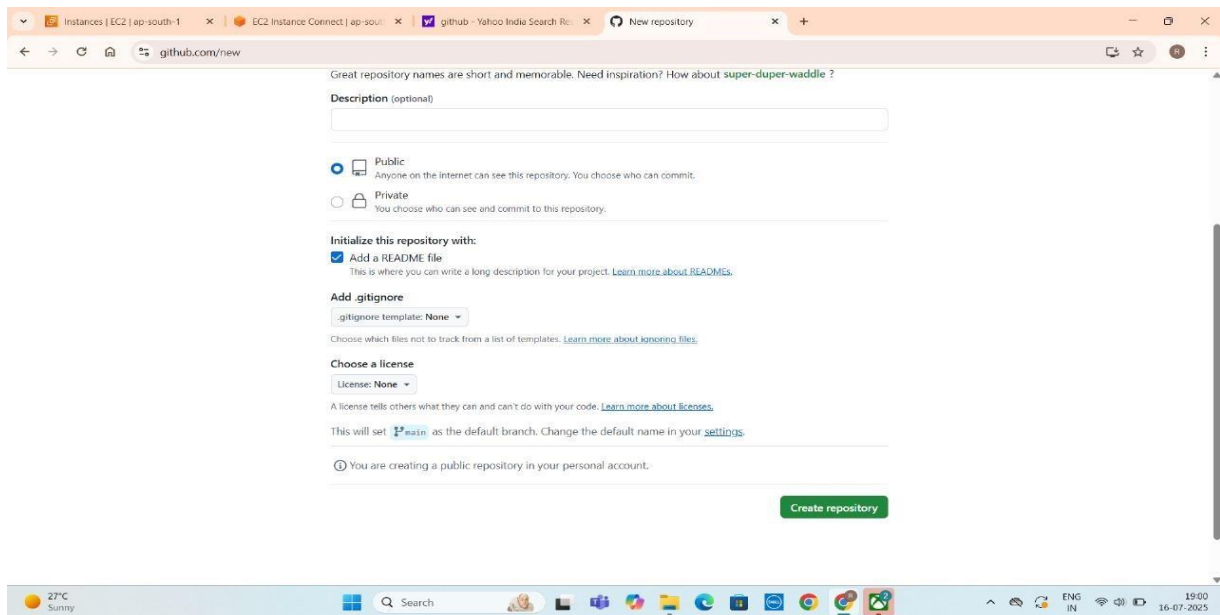 Instances | EC2 | ap-south-1
EC2 Instance Connect | ap-sout
github - Yahoo India Search Re
New repository
github.com/new
R
Great repository names are short and memorable. Need inspiration? How about super-duper-waddle ?
Description (optional)
Public
Anyone on the internet can see this repository. You choose who can commit.
Private
You choose who can see and commit to this repository.
Initialize this repository with:
Add a README file
This is where you can write a long description for your project. Learn more about READMEs.
Add .gitignore
.gitignore template: None
Choose which files not to track from a list of templates. Learn more about ignoring files.
Choose a license
License: None
A license tells others what they can and can't do with your code. Learn more about licenses.
This will set main as the default branch. Change the default name in your settings.
You are creating a public repository in your personal account.
Create repository
27°C
Sunny
Search
2
ENG
IN
19:00
16-07-2025